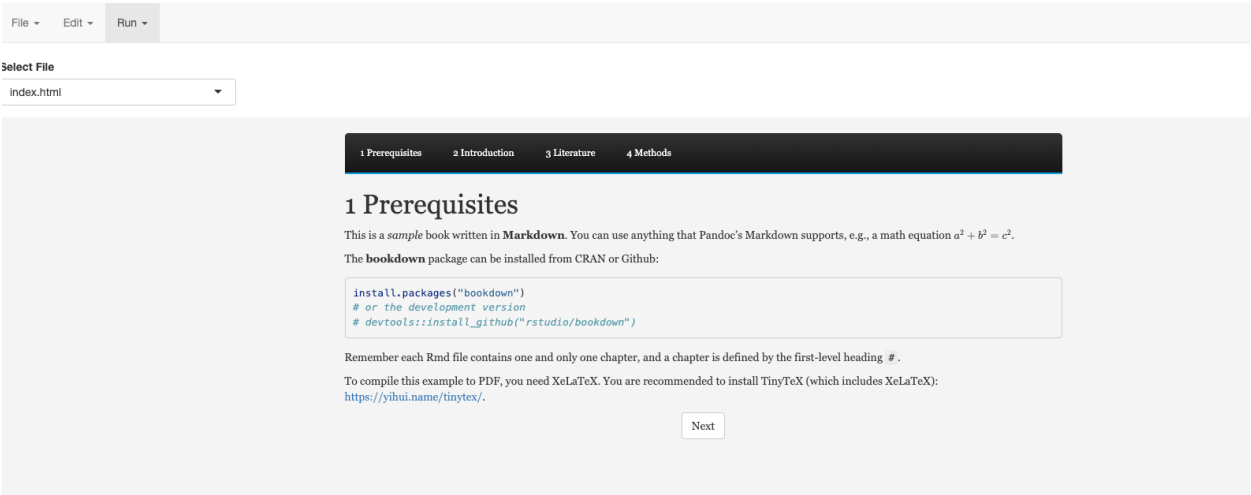 File Edit Run
Select File
index.html
1 Prerequisites 2 Introduction 3 Literature 4 Methods
1 Prerequisites
This is a sample book written in Markdown. You can use anything that Pandoc's Markdown supports, e.g., a math equation a² + b² = c².
The bookdown package can be installed from CRAN or Github:
install.packages("bookdown")
# or the development version
# devtools::install_github("rstudio/bookdown")
Remember each Rmd file contains one and only one chapter, and a chapter is defined by the first-level heading #.
To compile this example to PDF, you need XeLaTeX. You are recommended to install TinyTeX (which includes XeLaTeX):
https://yihui.name/tinytex/.
Next